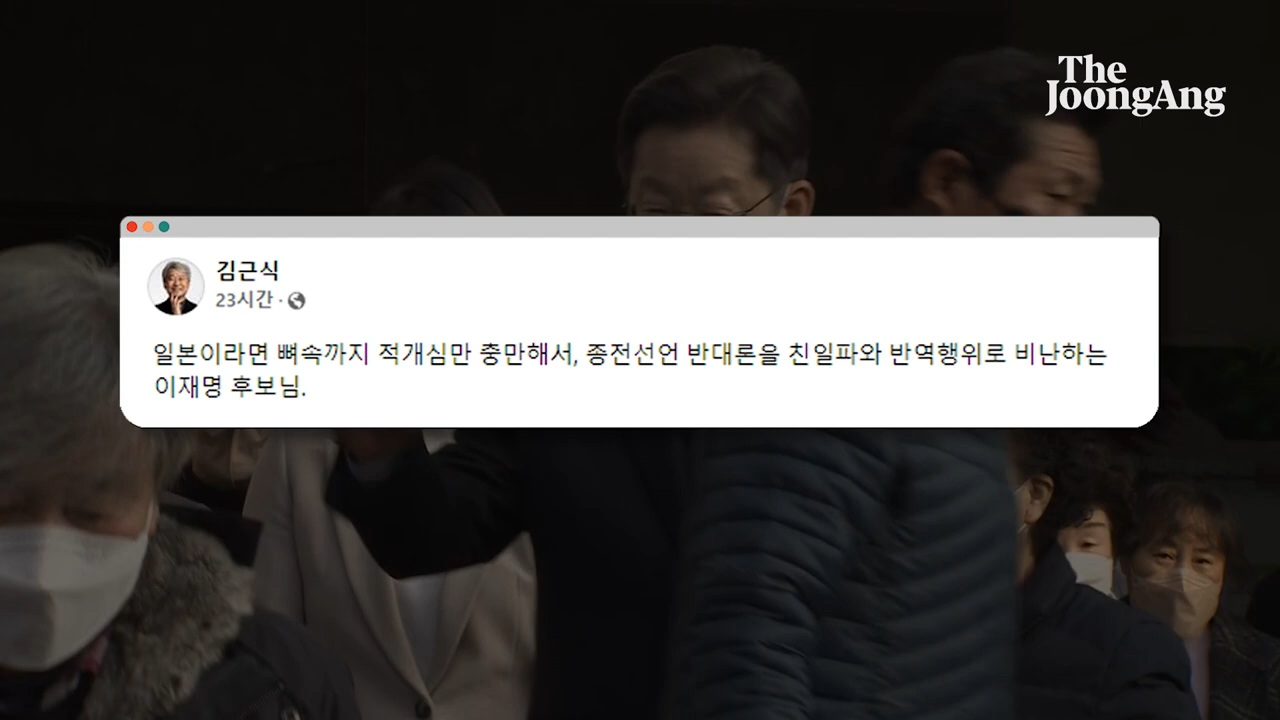 The
JoongAng
김근식
23시간 ·
일본이라면 뼈속까지 적개심만 충만해서, 종전선언 반대론을 친일파와 반역행위로 비난하는
이재명 후보님.